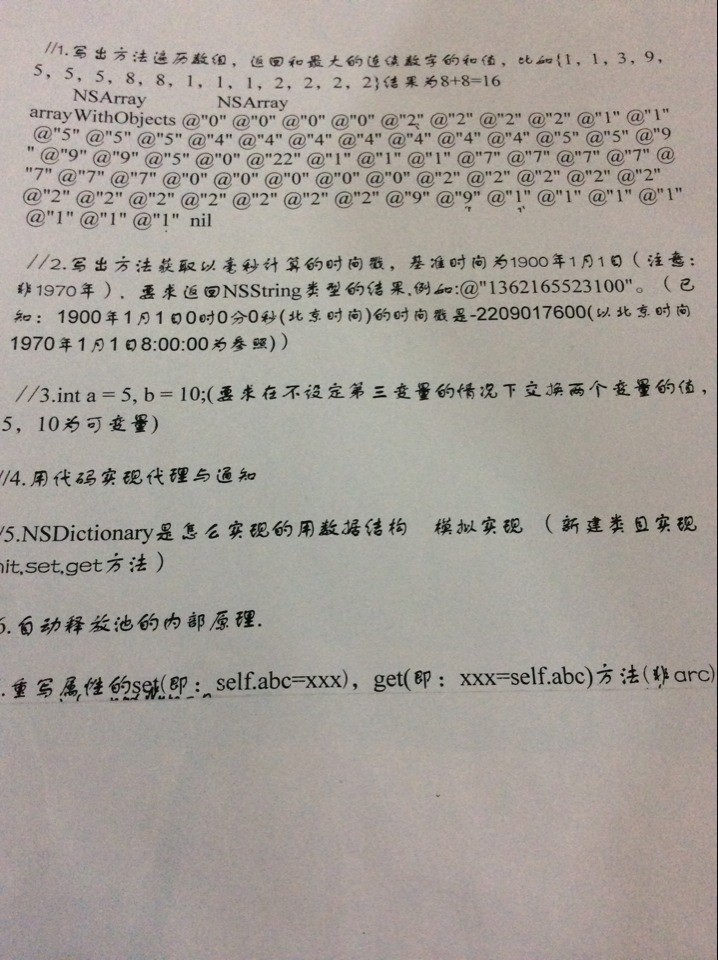 //1.写出方法遍历数组，返回和最大的连续数字的和值，比如{1，1，3，9，
5，5，5，8，8，1，1，1，2，2，2，2}结果为8+8=16
NSArray NSArray
arrayWithObjects @"0" @"0" @"0" @"0" @"2" @"2" @"2" @"2" @"1" @"1"
@"5" @"5" @"5" @"4" @"4" @"4" @"4" @"4" @"4" @"4" @"5" @"5" @"9
" @"9" @"9" @"5" @"0" @"22" @"1" @"1" @"1" @"7" @"7" @"7" @"7" @
"7" @"7" @"7" @"0" @"0" @"0" @"0" @"0" @"2" @"2" @"2" @"2" @"2"
@"2" @"2" @"2" @"2" @"2" @"2" @"2" @"9" @"9" @"1" @"1" @"1" @"1"
@"1" @"1" @"1" nil
//2.写出方法获取以毫秒计算的时间戳，基准时间为1900年1月1日（注意：
非1970年），要求返回NSString类型的结果,例如:@"1362165523100"。（已
知：1900年1月1日0时0分0秒(北京时间)的时间戳是-2209017600(以北京时间
1970年1月1日8:00:00为参照)）
//3.int a = 5, b = 10;(要求在不设定第三变量的情况下交换两个变量的值，
5，10为可变量)
//4.用代码实现代理与通知
/5.NSDictionary是怎么实现的用数据结构 模拟实现 （新建类且实现
nit,set,get方法）
6.自动释放池的内部原理.
.重写属性的set(即：self.abc=xxx)，get(即：xxx=self.abc)方法(非arc)